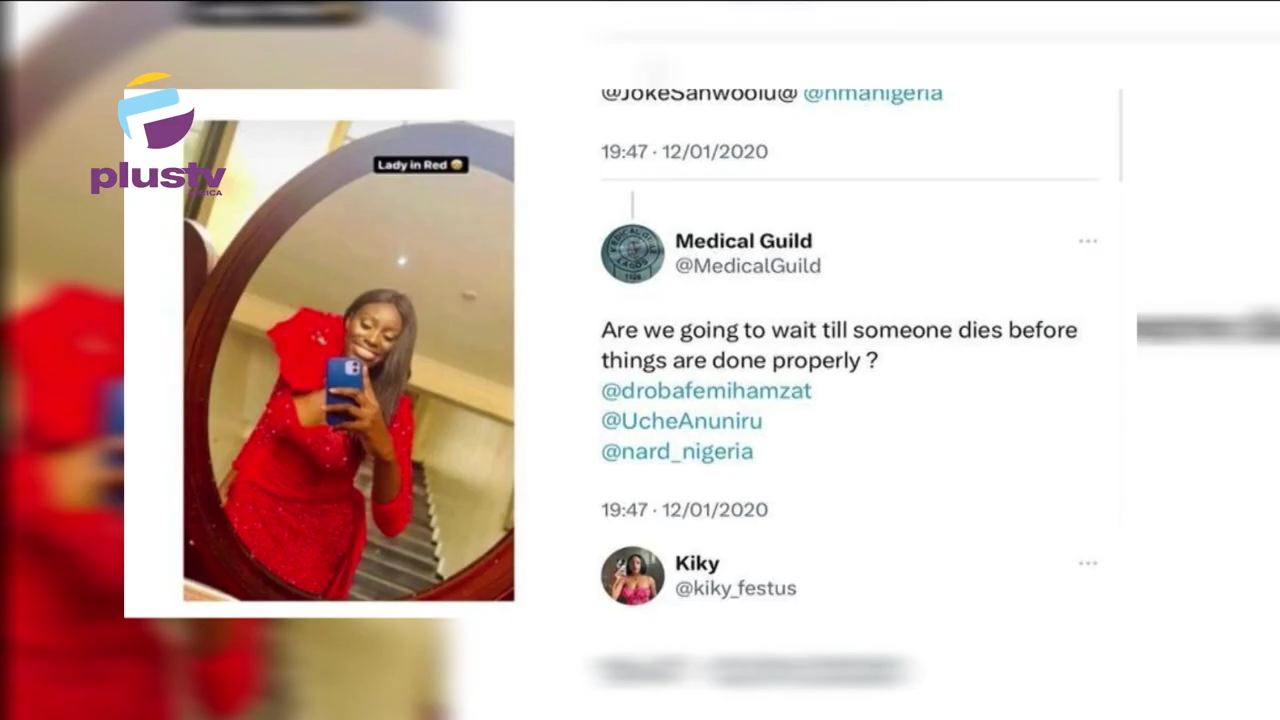 plustv
AFRICA
Lady in Red
@JokeSanwoolu@ @nmanigeria
19:47 · 12/01/2020
Medical Guild
@MedicalGuild
Are we going to wait till someone dies before
things are done properly ?
@drobafemihamzat
@UcheAnuniru
@nard_nigeria
19:47 · 12/01/2020
Kiky
@kiky_festus